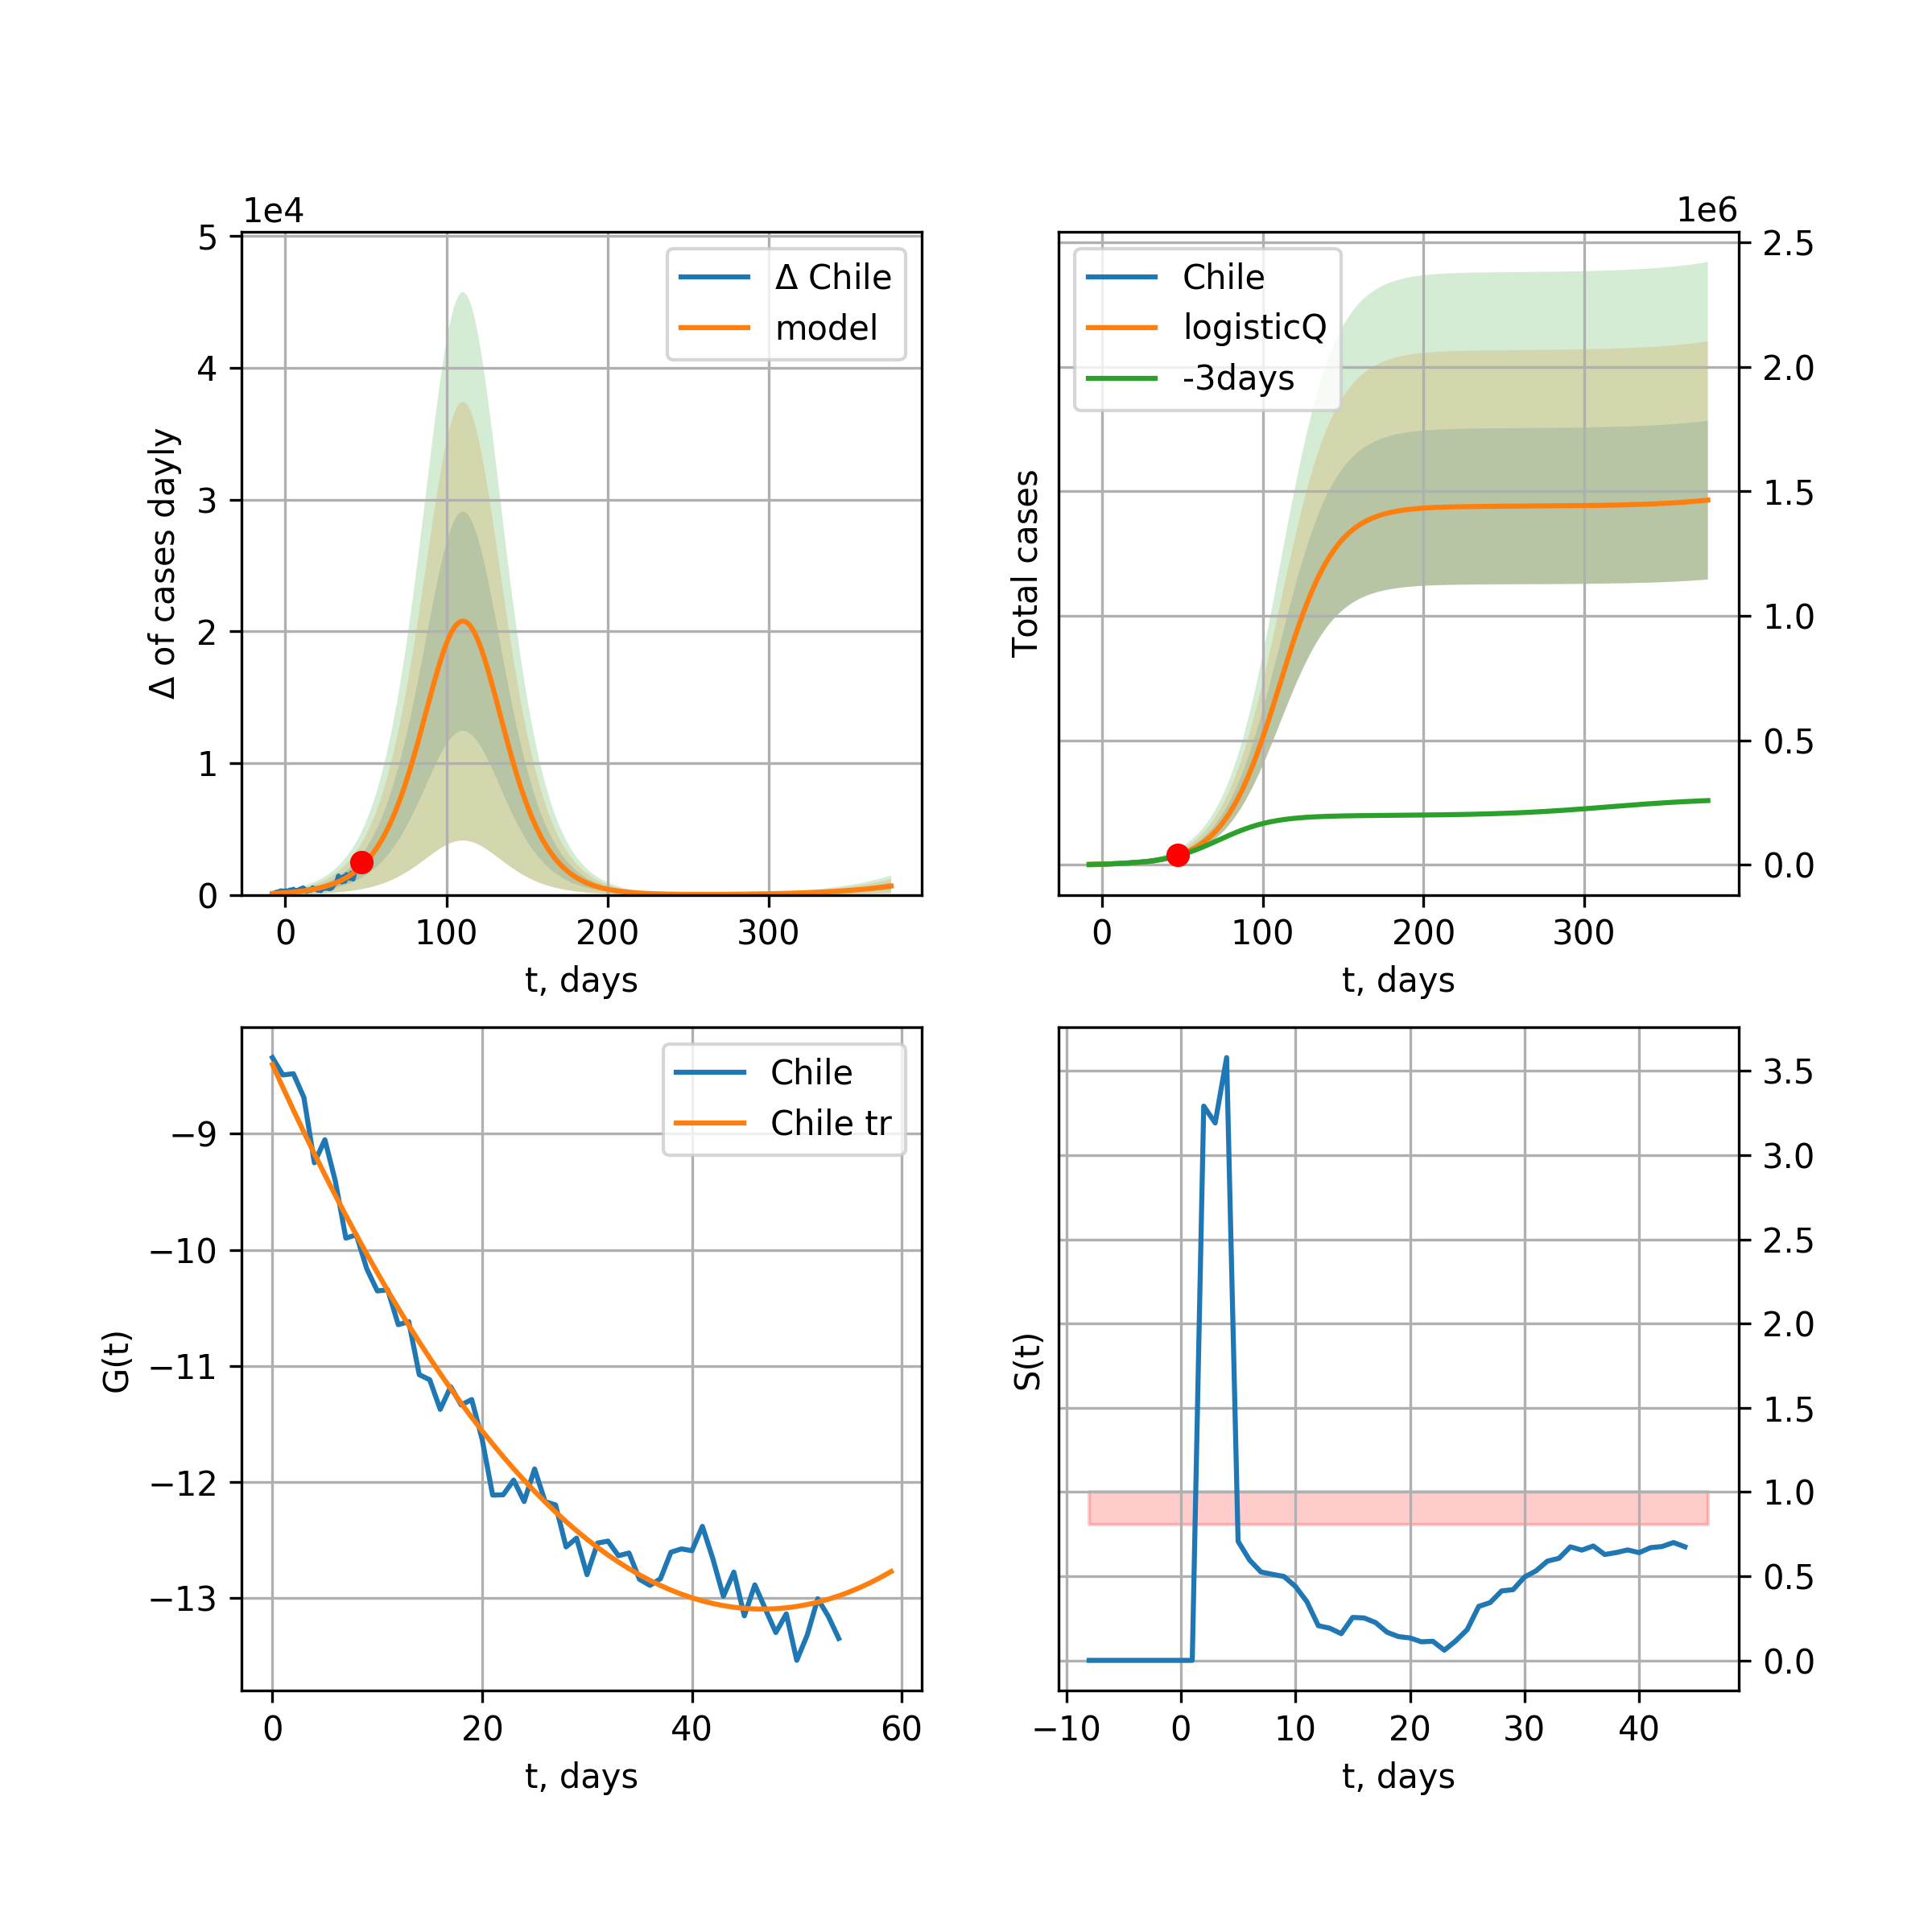 1e4
5
4
3
2
1
0
Δ of cases dayly
Δ Chile
model
0 100 200 300
t, days
1e6
2.5
2.0
1.5
1.0
0.5
0.0
Total cases
Chile
logisticQ
-3days
0 100 200 300
t, days
−9
−10
−11
−12
−13
G(t)
Chile
Chile tr
0 20 40 60
t, days
3.5
3.0
2.5
2.0
1.5
1.0
0.5
0.0
S(t)
−10 0 10 20 30 40
t, days